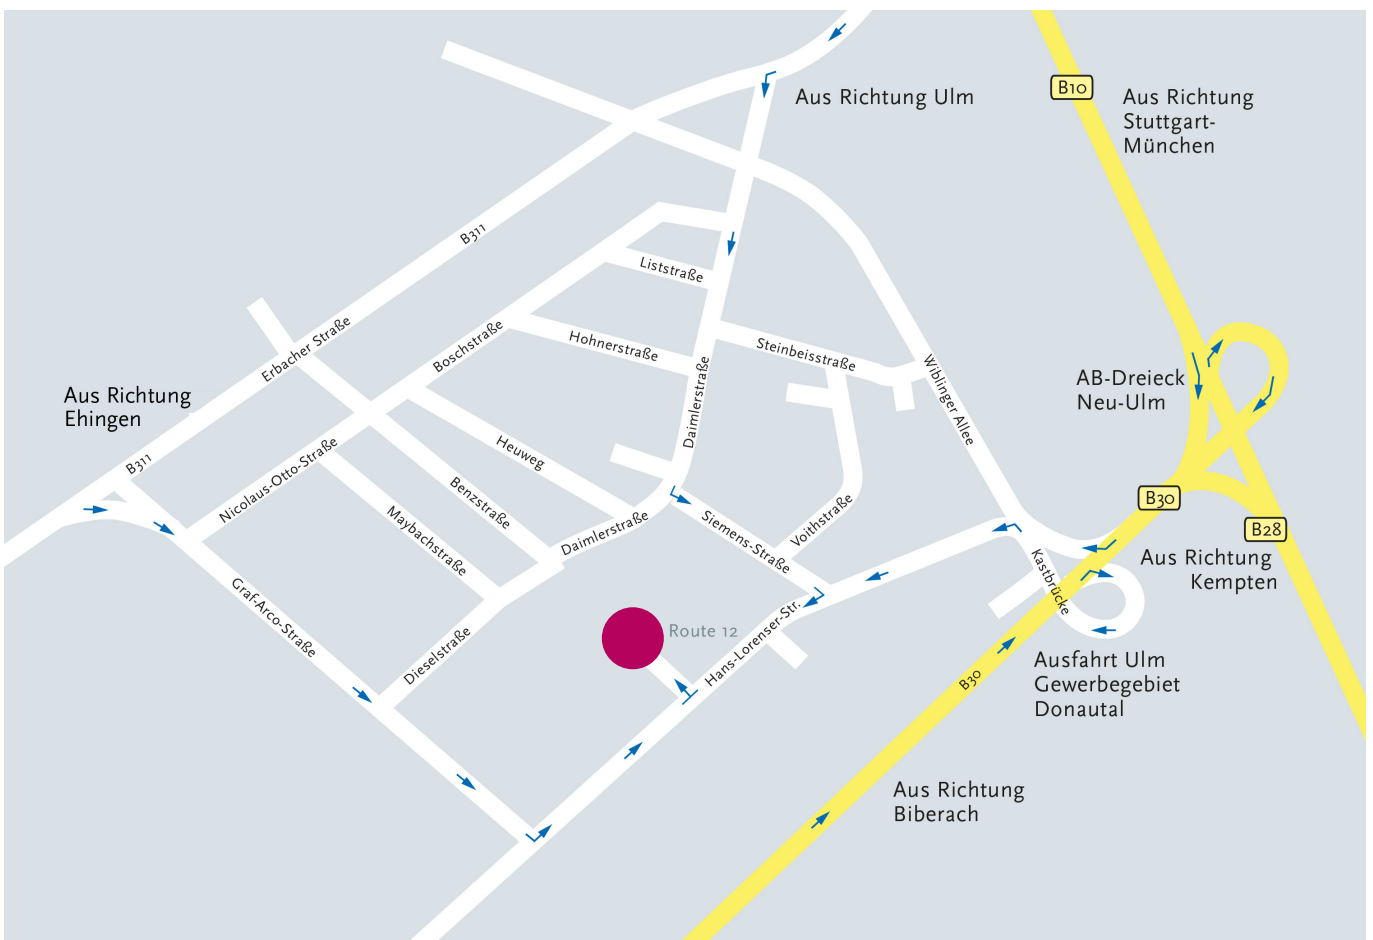 B10
Aus Richtung Ulm
Aus Richtung
Stuttgart-
München
B311
Liststraße
Hohnerstraße
Steinbeisstraße
Boschstraße
Erbacher Straße
Daimlerstraße
Wiblinger Allee
AB-Dreieck
Neu-Ulm
Aus Richtung
Ehingen
B311
Nicolaus-Otto-Straße
Heuweg
Benzstraße
Maybachstraße
Daimlerstraße
Siemens-Straße
Voithstraße
B30
B28
Aus Richtung
Kempten
Kastbrücke
Graf-Arco-Straße
Dieselstraße
Route 12
Hans-Lorenser-Str.
Ausfahrt Ulm
Gewerbegebiet
Donautal
B30
Aus Richtung
Biberach